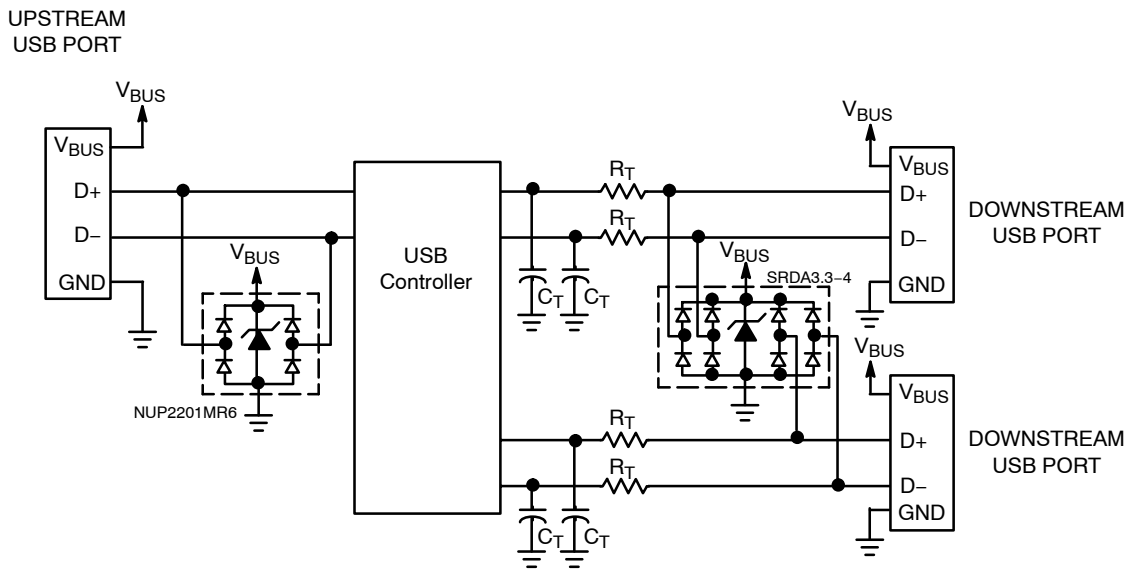 UPSTREAM
USB PORT
VBUS
VBUS
D+
D−
GND
VBUS
NUP2201MR6
USB
Controller
RT
RT
CT
CT
VBUS
SRDA3.3−4
VBUS
VBUS
D+
D−
GND
DOWNSTREAM
USB PORT
RT
RT
CT
CT
VBUS
VBUS
D+
D−
GND
DOWNSTREAM
USB PORT